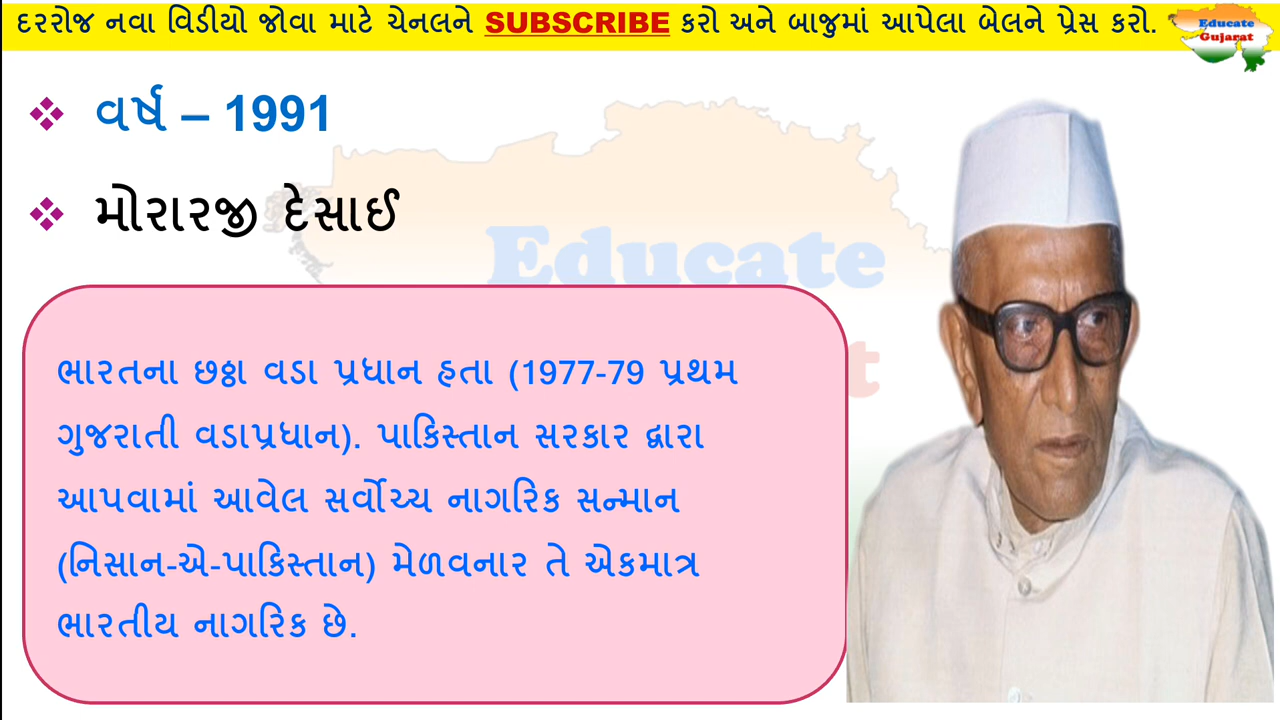 દરરોજ નવા વિડીયો જોવા માટે ચેનલને SUBSCRIBE કરો અને બાજુમાં આપેલા બેલને પ્રેસ કરો.
Educate
Gujarat
❖ વર્ષ – 1991
❖ મોરારજી દેસાઈ
Educate
t
ભારતના છઠ્ઠા વડા પ્રધાન હતા (1977-79 પ્રથમ
ગુજરાતી વડાપ્રધાન). પાકિસ્તાન સરકાર દ્વારા
આપવામાં આવેલ સર્વોચ્ચ નાગરિક સન્માન
(નિસાન-એ-પાકિસ્તાન) મેળવનાર તે એકમાત્ર
ભારતીય નાગરિક છે.